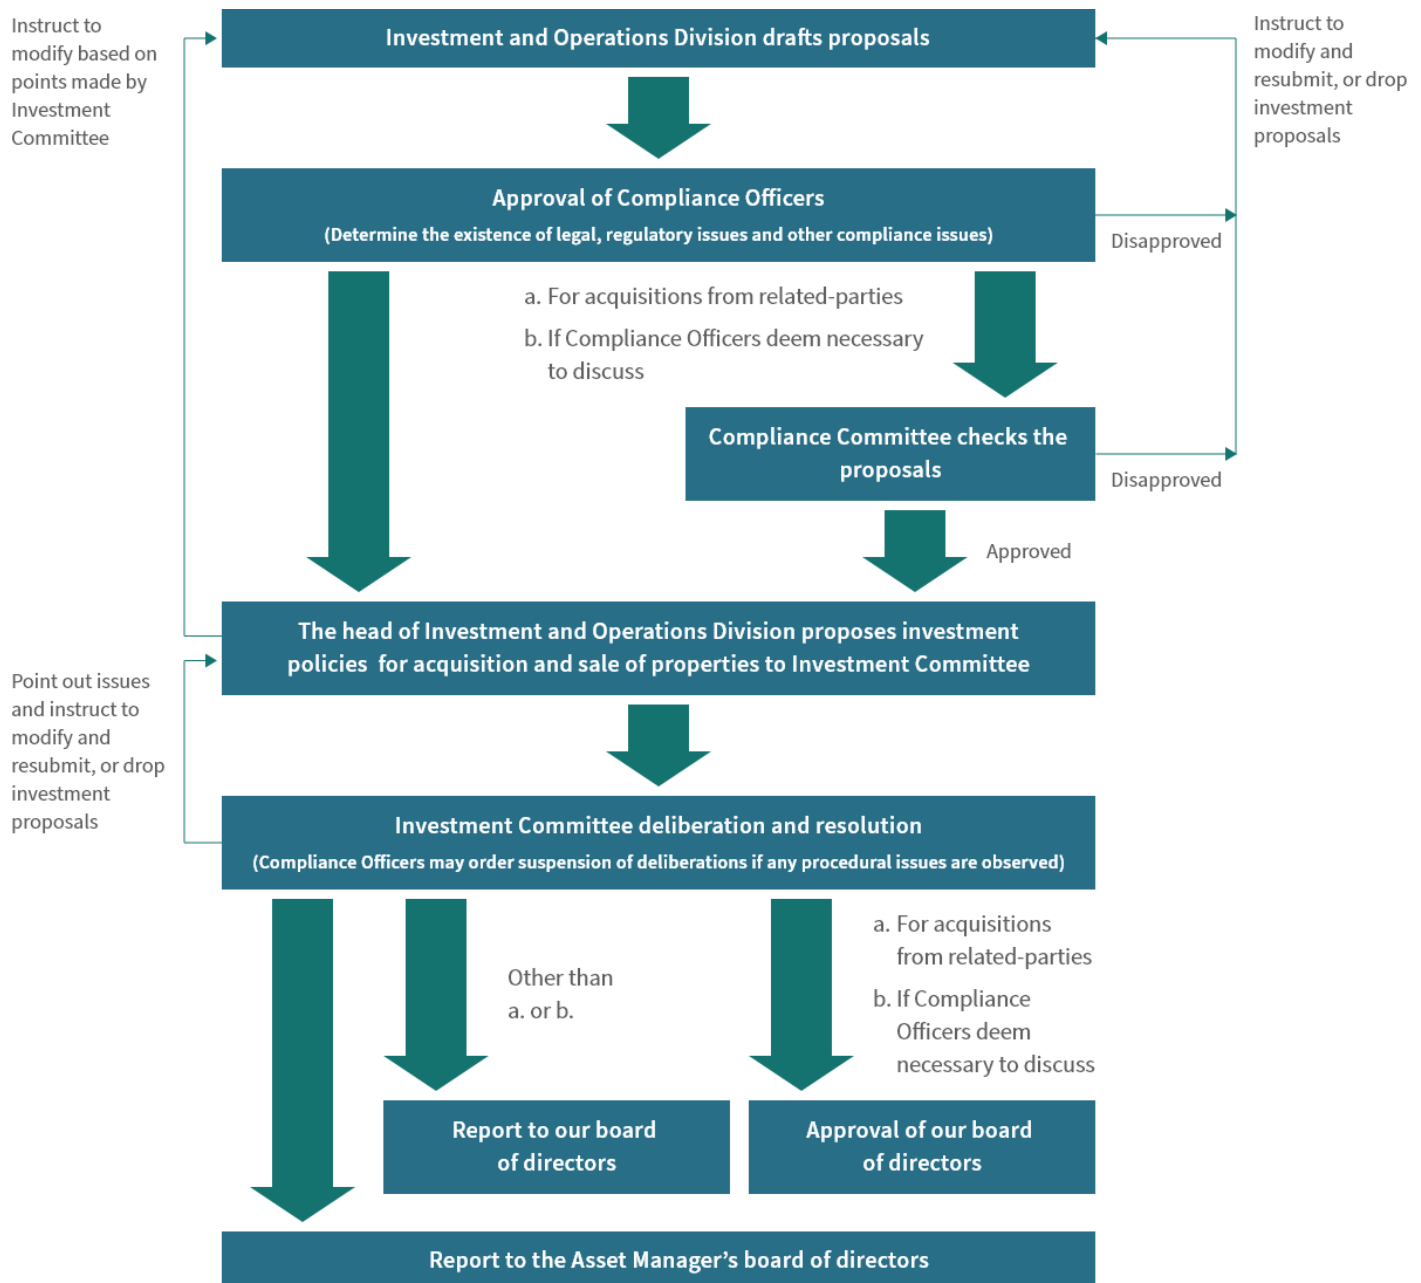 Instruct to
modify based on
points made by
Investment
Committee
Investment and Operations Division drafts proposals
Instruct to
modify and
resubmit, or drop
investment
proposals
Approval of Compliance Officers
(Determine the existence of legal, regulatory issues and other compliance issues)
Disapproved
a. For acquisitions from related-parties
b. If Compliance Officers deem necessary
to discuss
Compliance Committee checks the
proposals
Disapproved
Approved
The head of Investment and Operations Division proposes investment
policies for acquisition and sale of properties to Investment Committee
Point out issues
and instruct to
modify and
resubmit, or drop
investment
proposals
Investment Committee deliberation and resolution
(Compliance Officers may order suspension of deliberations if any procedural issues are observed)
Other than
a. or b.
a. For acquisitions
from related-parties
b. If Compliance
Officers deem
necessary to discuss
Report to our board
of directors
Approval of our board
of directors
Report to the Asset Manager’s board of directors